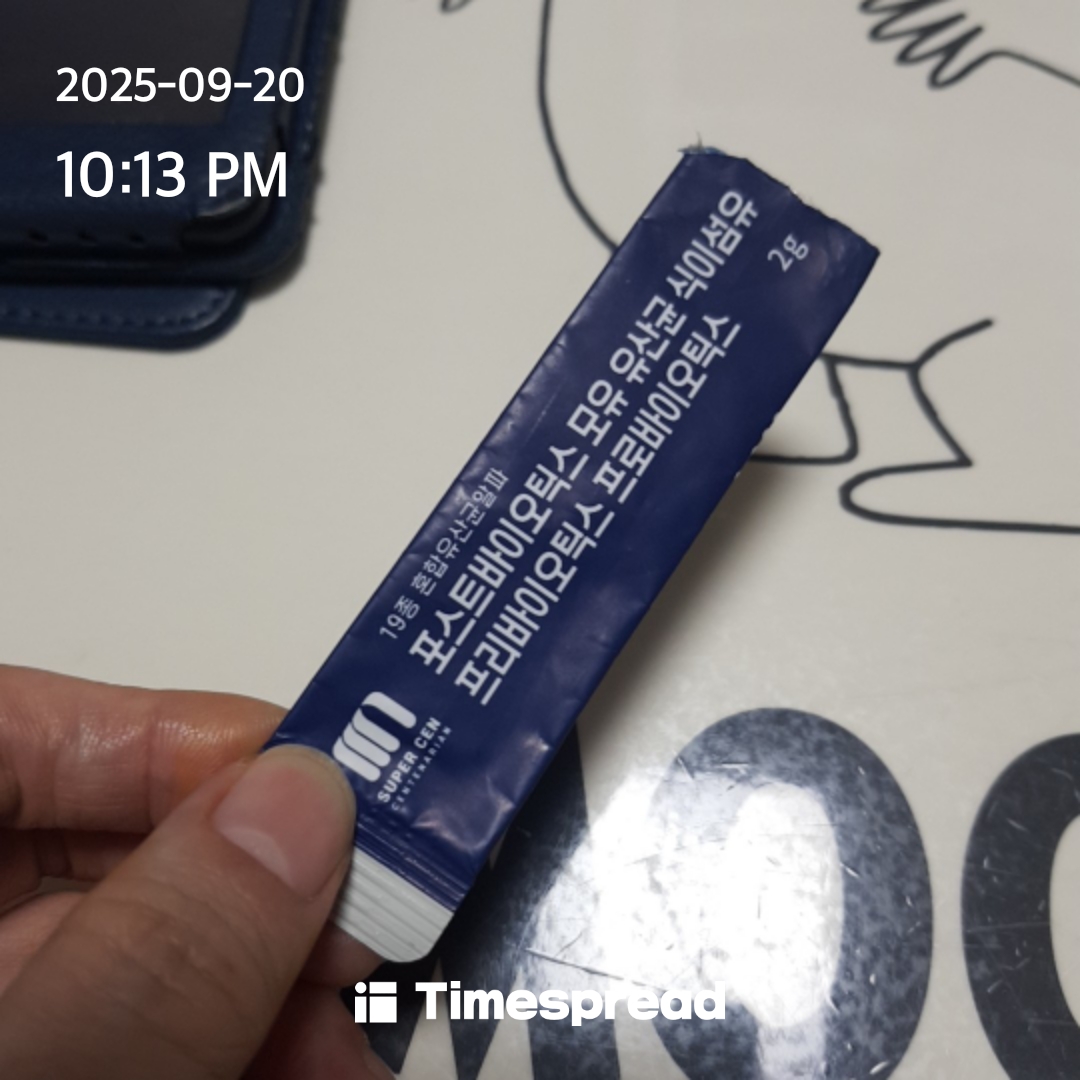 2025-09-20
10:13 PM
19종 혼합유산균알파
포스트바이오틱스 모유 유산균 식이섬유
프리바이오틱스 프로바이오틱스
2g
SUPER CEN
CENTENARIAN
Timespread